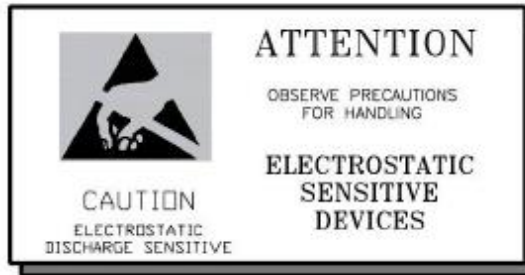 ATTENTION
OBSERVE PRECAUTIONS
FOR HANDLING
ELECTROSTATIC
SENSITIVE
DEVICES
CAUTION
ELECTROSTATIC
DISCHARGE SENSITIVE